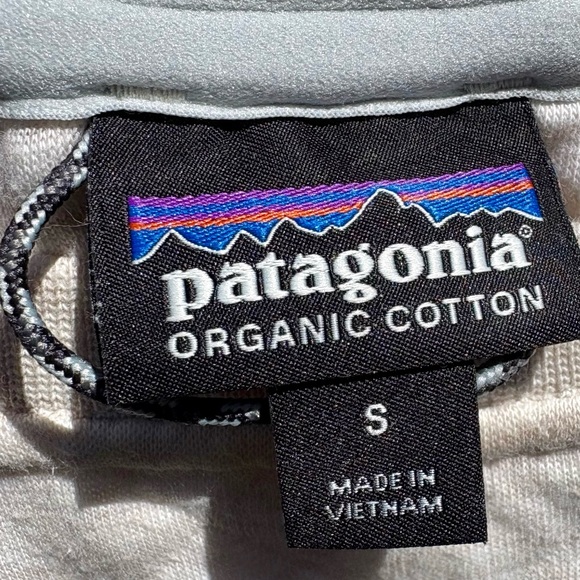 patagonia®
ORGANIC COTTON
S
MADE IN
VIETNAM